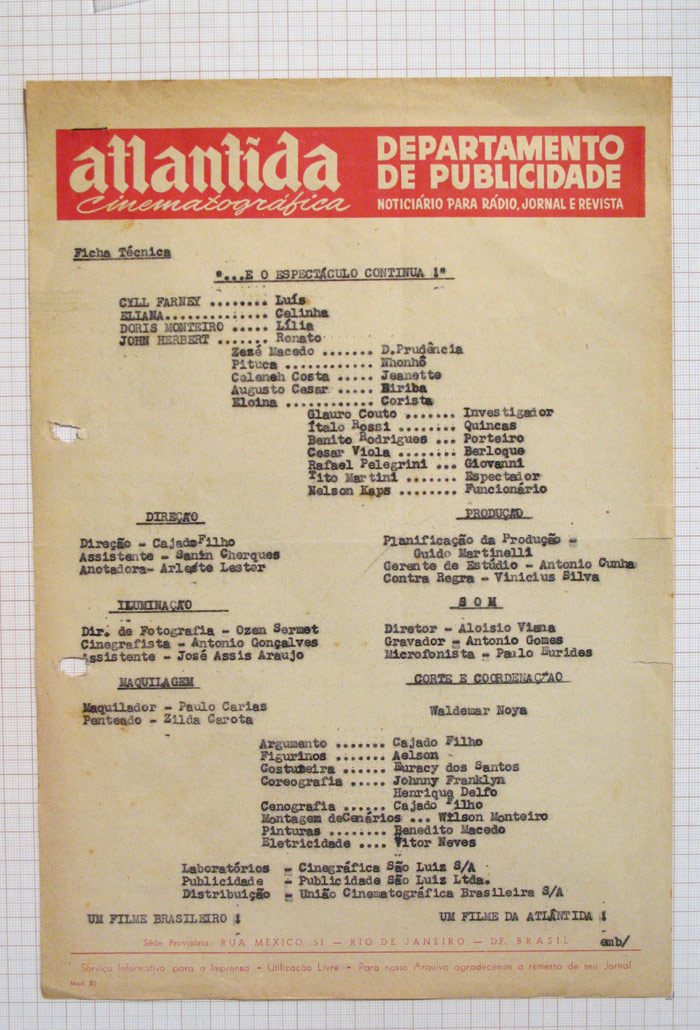 atlantida
cinematográfica
DEPARTAMENTO
DE PUBLICIDADE
NOTICIÁRIO PARA RÁDIO, JORNAL E REVISTA
Ficha Técnica
"...E O ESPECTÁCULO CONTINUA !"
CYLL FARNEY ........ Luís
ELIANA.............. Celinha
DORIS MONTEIRO ..... Lília
JOHN HERBERT ....... Renato
Zezé Macedo ....... D.Prudência
Pituca ............ Nhonhô
Celeneh Costa ..... Jeanette
Augusto Cesar ..... Biriba
Eloina ............ Corista
Glauro Couto ....... Investigador
Ítalo Rossi ........ Quincas
Benito Rodrigues ... Porteiro
Cesar Viola ........ Berloque
Rafael Pelegrini ... Giovanni
Tito Martini ....... Espectador
Nelson Kaps ........ Funcionário
DIREÇÃO
Direção - Cajado Filho
Assistente - Sanin Cherques
Anotadora- Arlete Lester
PRODUÇÃO
Planificação da Produção -
Guido Martinelli
Gerente de Estúdio - Antonio Cunha
Contra Regra - Vinicius Silva
ILUMINAÇÃO
Dir. de Fotografia - Ozen Sermet
Cinegrafista - Antonio Gonçalves
Assistente - José Assis Araujo
S O M
Diretor - Aloisio Viana
Gravador - Antonio Gomes
Microfonista - Paulo Eurides
MAQUILAGEM
Maquilador - Paulo Carias
Penteado - Zilda Carota
CORTE E COORDENAÇAO
Waldemar Noya
Argumento ....... Cajado Filho
Figurinos ....... Aelson
Costureira ...... Euracy dos Santos
Coreografia ..... Johnny Franklyn
Henrique Delfo
Cenografia ...... Cajado Filho
Montagem deCenários ... Wilson Monteiro
Pinturas ........ Benedito Macedo
Eletricidade .... Vitor Neves
Laboratórios - Cinegráfica São Luiz S/A
Publicidade - Publicidade São Luiz Ltda.
Distribuição - União Cinematográfica Brasileira S/A
UM FILME BRASILEIRO ! UM FILME DA ATLÂNTIDA !
Séde Provisória: RUA MEXICO, 51 — RIO DE JANEIRO — DF. BRASIL emb/
Serviço Informativo para a Imprensa - Utilização Livre - Para nosso Arquivo agradecemos a remessa de seu Jornal